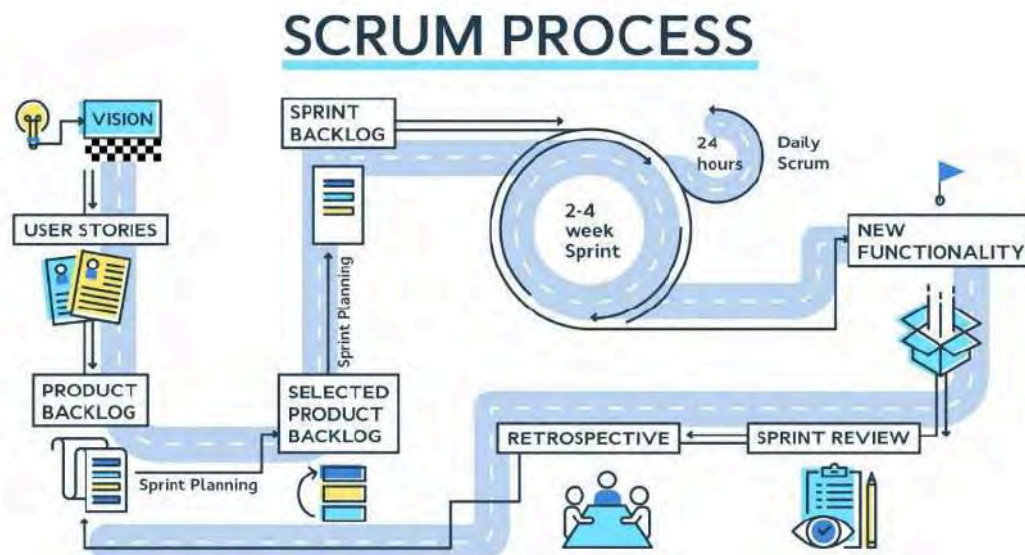 SCRUM PROCESS
VISION
USER STORIES
PRODUCT
BACKLOG
Sprint Planning
SELECTED
PRODUCT
BACKLOG
Sprint Planning
SPRINT
BACKLOG
2-4
week
Sprint
24
hours
Daily
Scrum
NEW
FUNCTIONALITY
SPRINT REVIEW
RETROSPECTIVE